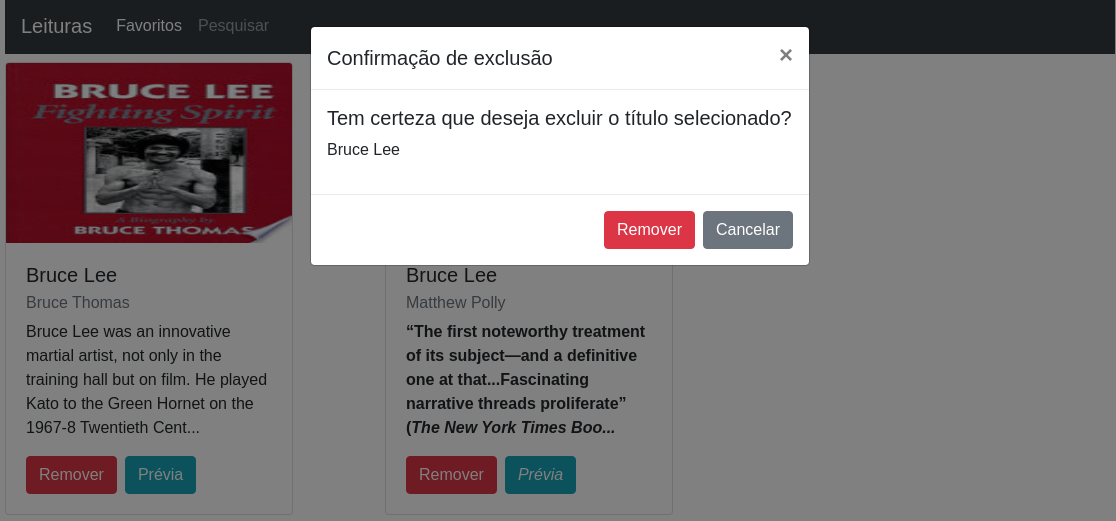 Leituras Favoritos Pesquisar
Confirmação de exclusão ×
Tem certeza que deseja excluir o título selecionado?
Bruce Lee
Remover Cancelar
BRUCE LEE
Fighting Spirit
A Biography by
BRUCE THOMAS
Bruce Lee
Bruce Thomas
Bruce Lee was an innovative
martial artist, not only in the
training hall but on film. He played
Kato to the Green Hornet on the
1967-8 Twentieth Cent...
Remover Prévia
Bruce Lee
Matthew Polly
“The first noteworthy treatment
of its subject—and a definitive
one at that...Fascinating
narrative threads proliferate”
(The New York Times Boo...
Remover Prévia